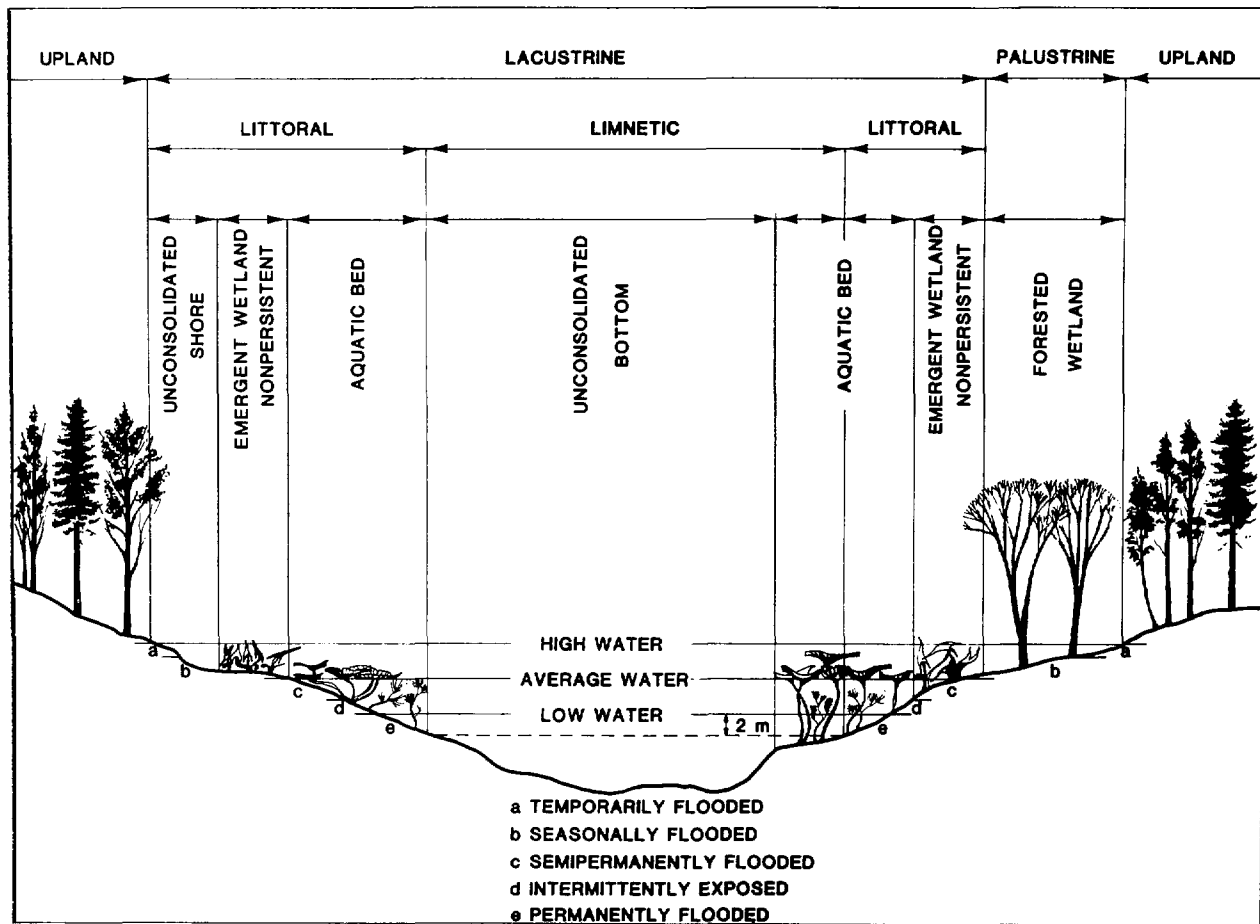 UPLAND
LACUSTRINE
PALUSTRINE
UPLAND
LITTORAL
LIMNETIC
LITTORAL
UNCONSOLIDATED
SHORE
EMERGENT WETLAND
NONPERSISTENT
AQUATIC BED
UNCONSOLIDATED
BOTTOM
AQUATIC BED
EMERGENT WETLAND
NONPERSISTENT
FORESTED
WETLAND
HIGH WATER
AVERAGE WATER
LOW WATER
2 m
a
b
c
d
e
e
d
c
b
a
a TEMPORARILY FLOODED
b SEASONALLY FLOODED
c SEMIPERMANENTLY FLOODED
d INTERMITTENTLY EXPOSED
e PERMANENTLY FLOODED